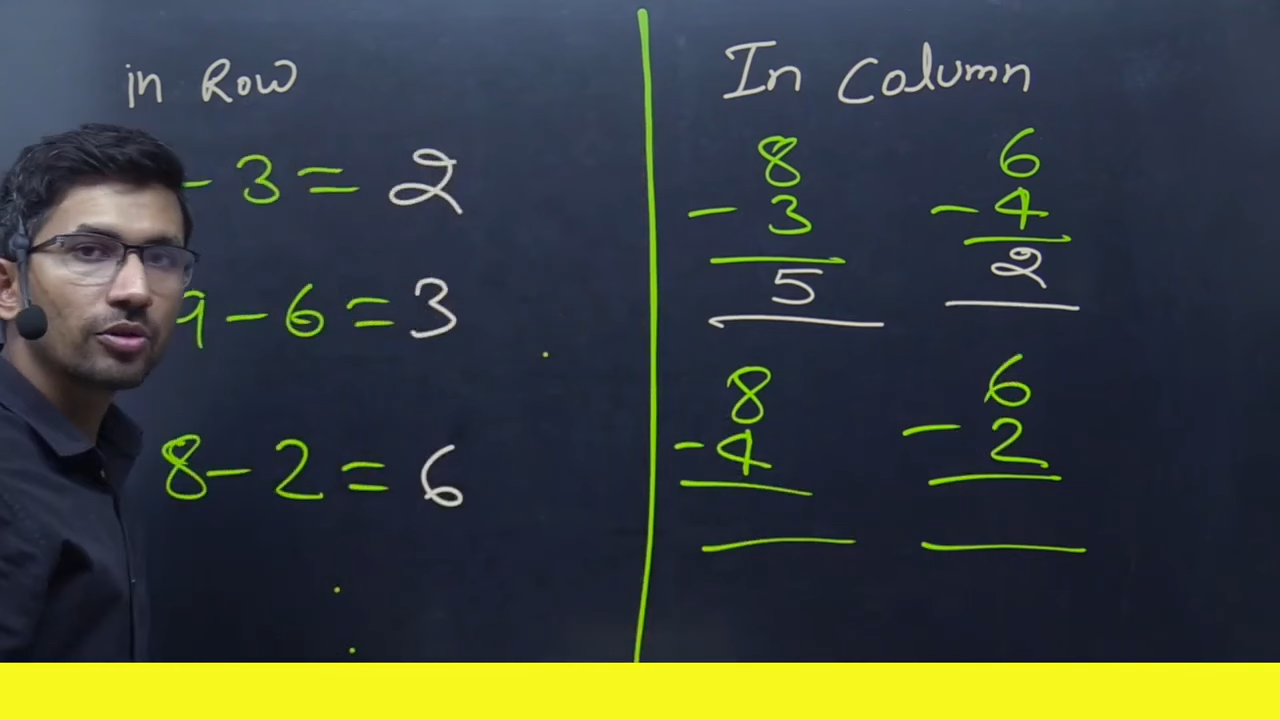 in Row
- 3 = 2
9 - 6 = 3
8 - 2 = 6
In Column
8
- 3
5
6
- 4
2
8
- 4
6
- 2